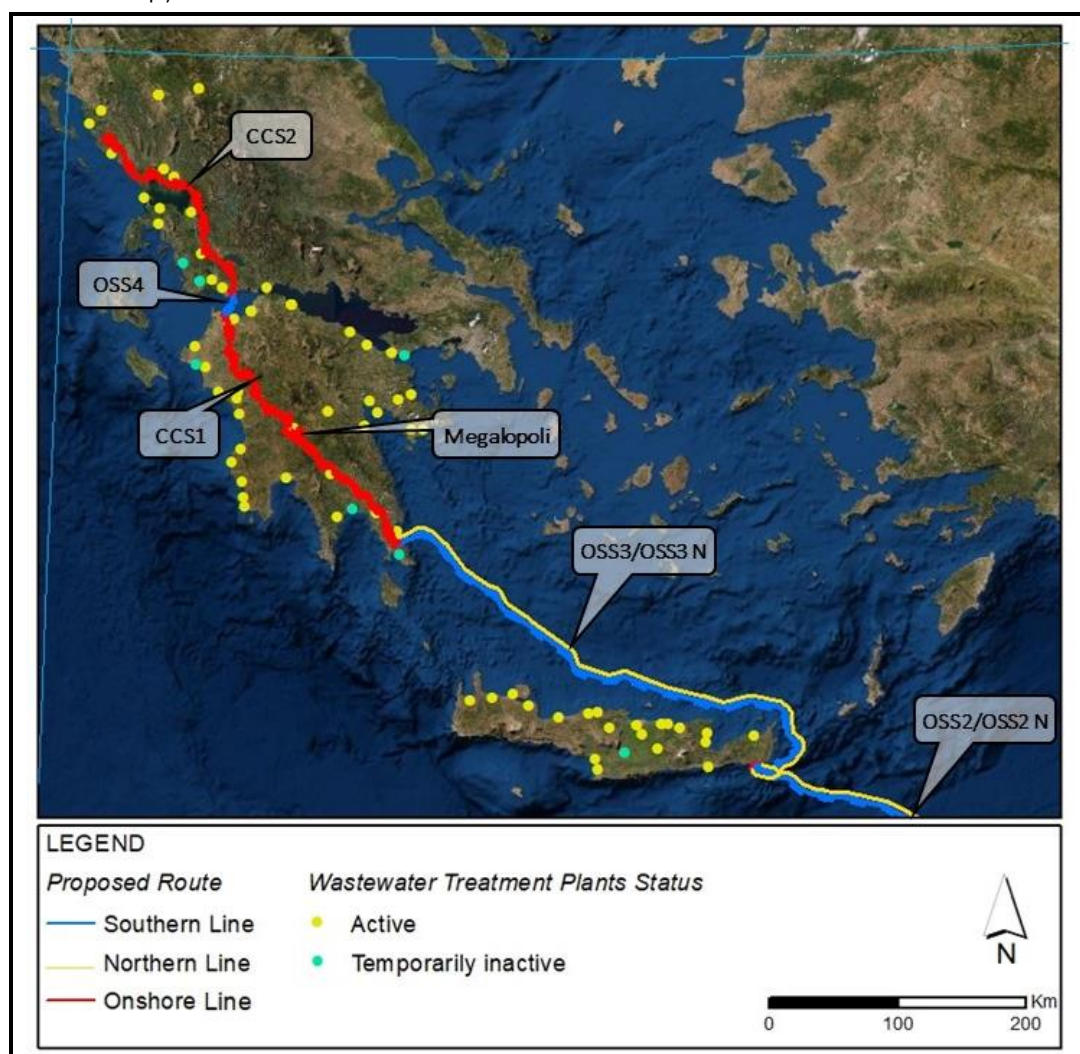 CCS2
OSS4
CCS1
Megalopoli
OSS3/OSS3 N
OSS2/OSS2 N
LEGEND
Proposed Route
Wastewater Treatment Plants Status
Southern Line
Active
Northern Line
Temporarily inactive
Onshore Line
N
Km
0
100
200